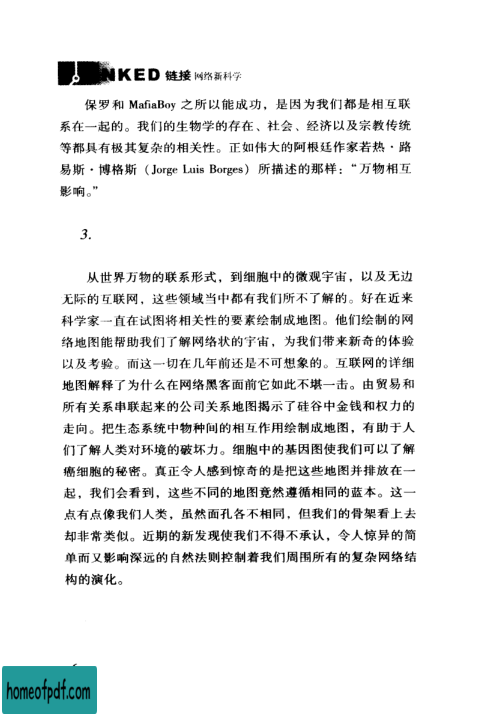 NKED 链接 网络新科学
保罗和 MafiaBoy 之所以能成功，是因为我们都是相互联
系在一起的。我们的生物学的存在、社会、经济以及宗教传统
等都具有极其复杂的相关性。正如伟大的阿根廷作家若热·路
易斯·博格斯（Jorge Luis Borges）所描述的那样：“万物相互
影响。”
3.
从世界万物的联系形式，到细胞中的微观宇宙，以及无边
无际的互联网，这些领域当中都有我们所不了解的。好在近来
科学家一直在试图将相关性的要素绘制成地图。他们绘制的网
络地图能帮助我们了解网络状的宇宙，为我们带来新奇的体验
以及考验。而这一切在几年前还是不可想象的。互联网的详细
地图解释了为什么在网络黑客面前它如此不堪一击。由贸易和
所有关系串联起来的公司关系地图揭示了硅谷中金钱和权力的
走向。把生态系统中物种间的相互作用绘制成地图，有助于人
们了解人类对环境的破坏力。细胞中的基因图使我们可以了解
癌细胞的秘密。真正令人感到惊奇的是把这些地图并排放在一
起，我们会看到，这些不同的地图竟然遵循相同的蓝本。这一
点有点像我们人类，虽然面孔各不相同，但我们的骨架看上去
却非常类似。近期的新发现使我们不得不承认，令人惊异的简
单而又影响深远的自然法则控制着我们周围所有的复杂网络结
构的演化。
homeofpdf.com